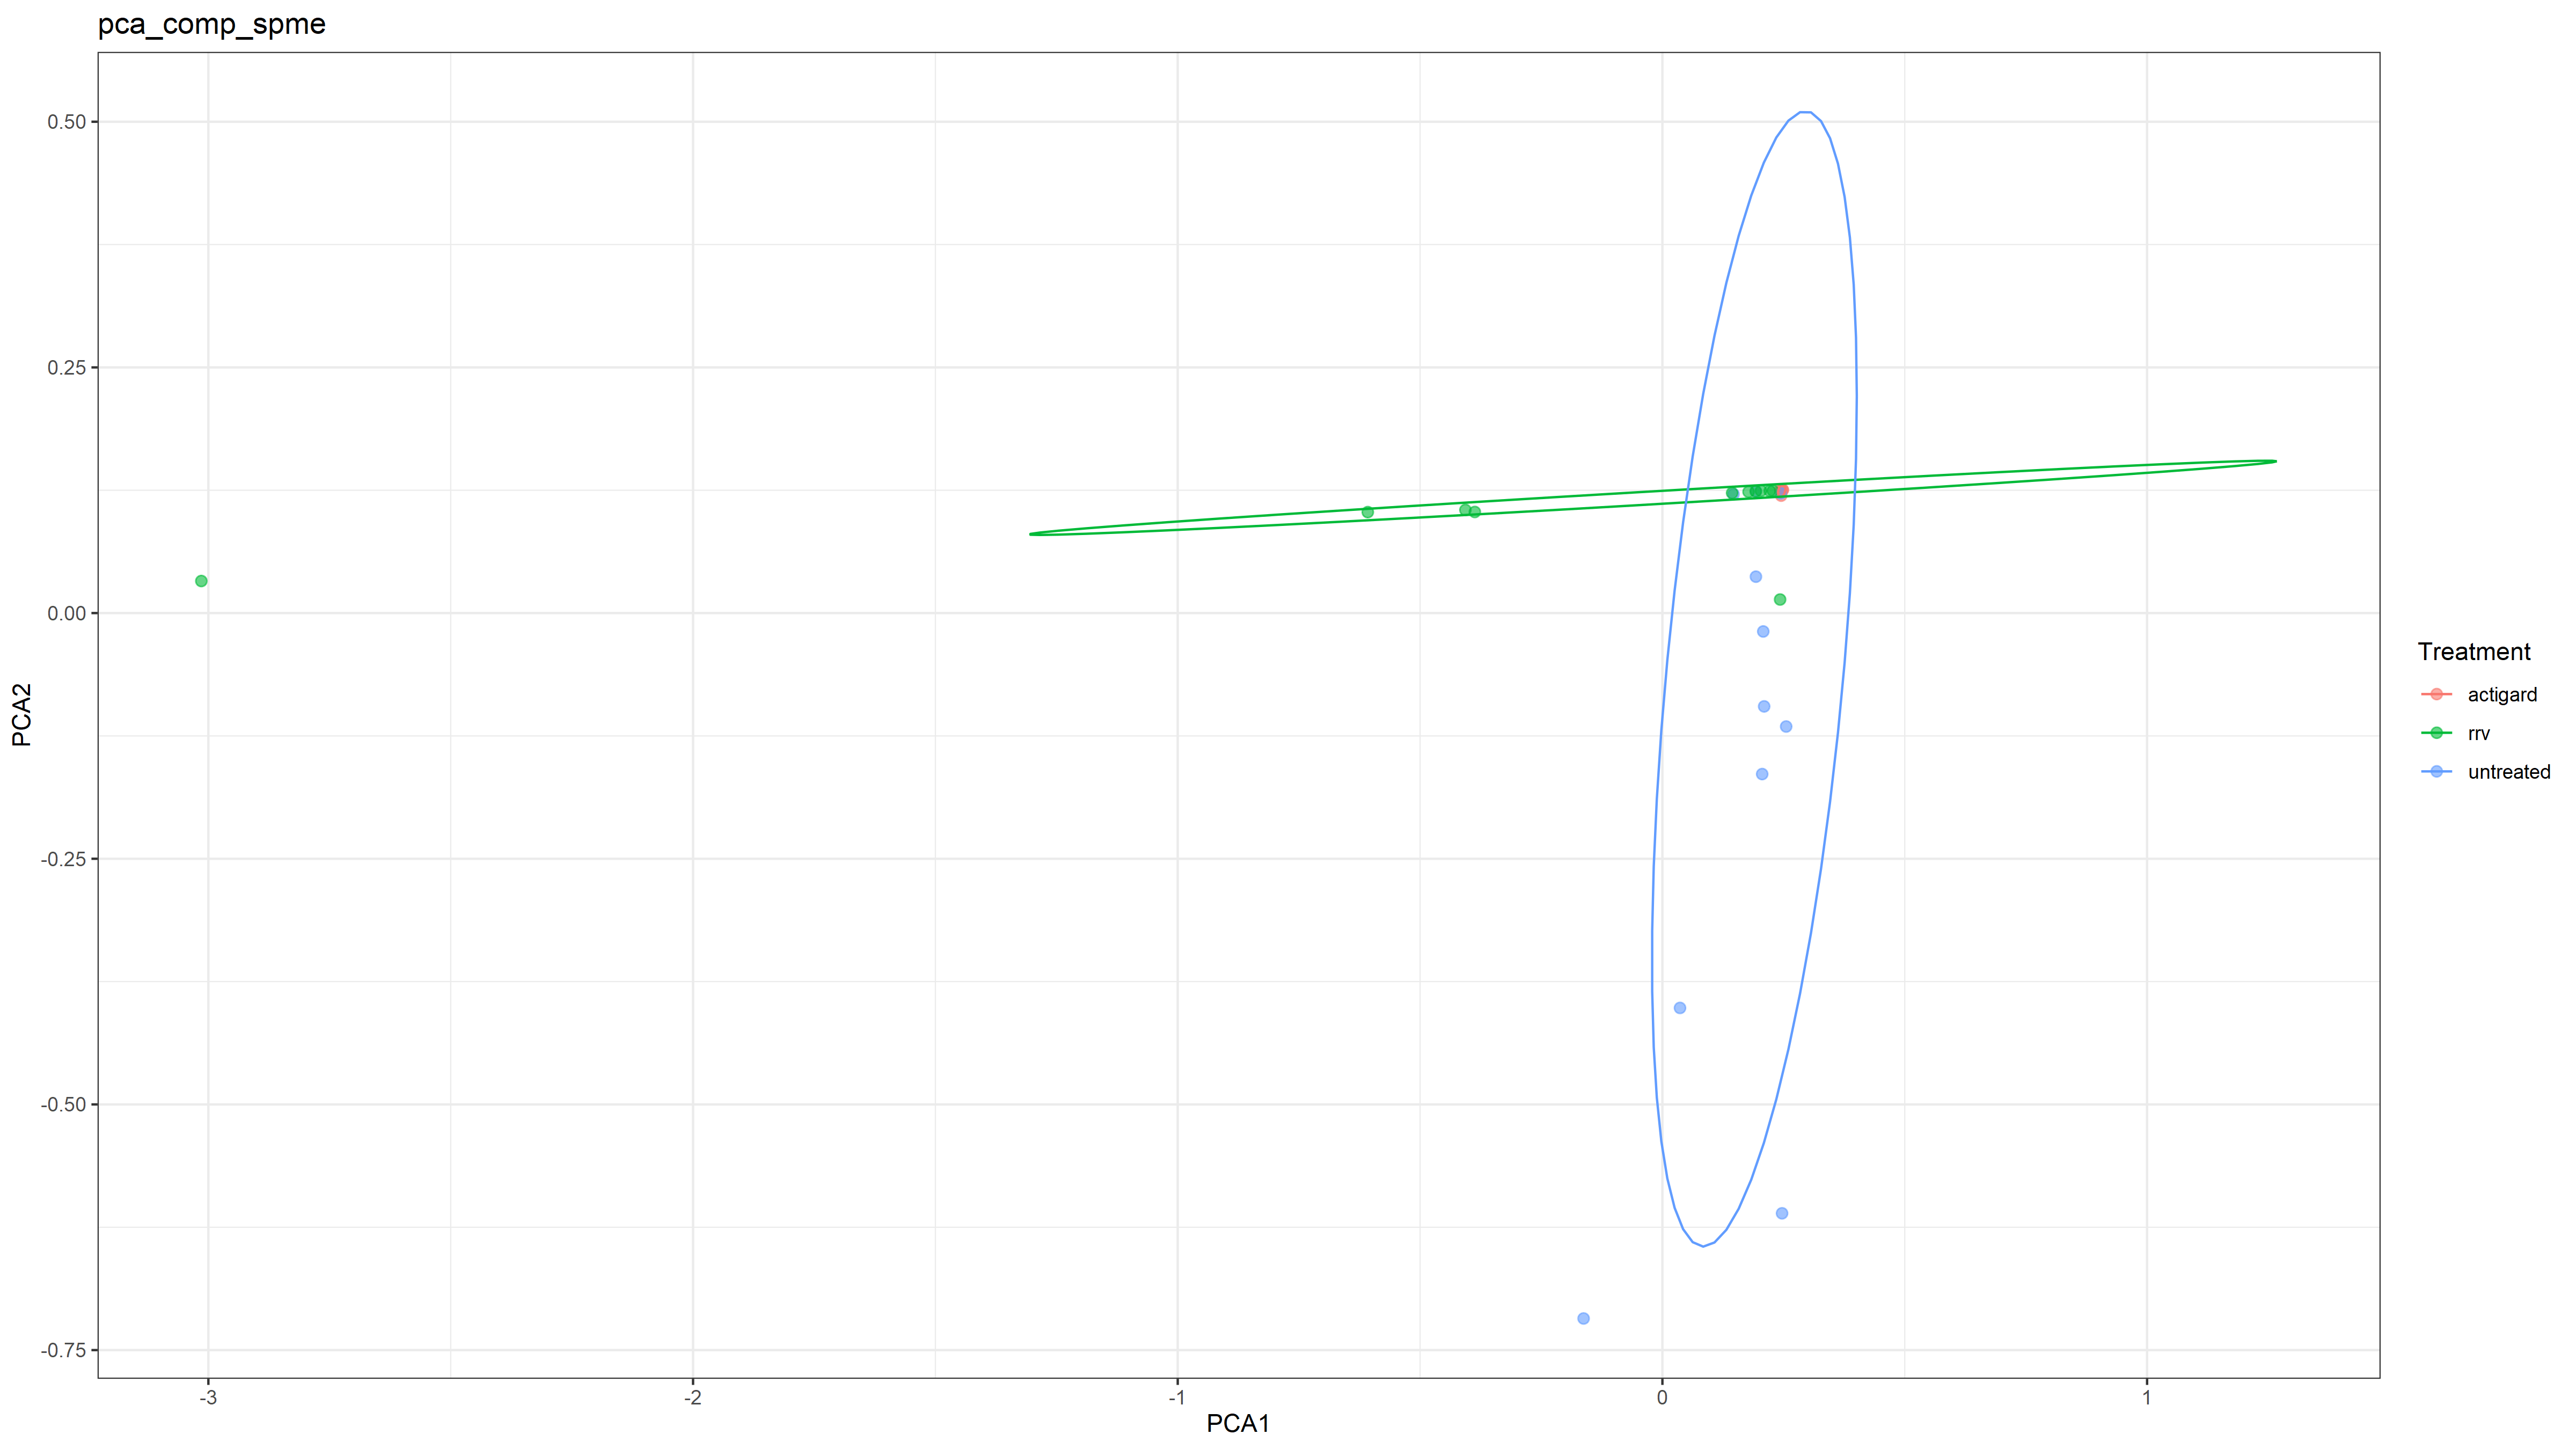 pca_comp_spme
0.50
0.25
0.00
-0.25
-0.50
-0.75
PCA2
-3
-2
-1
0
1
PCA1
Treatment
actigard
rrv
untreated